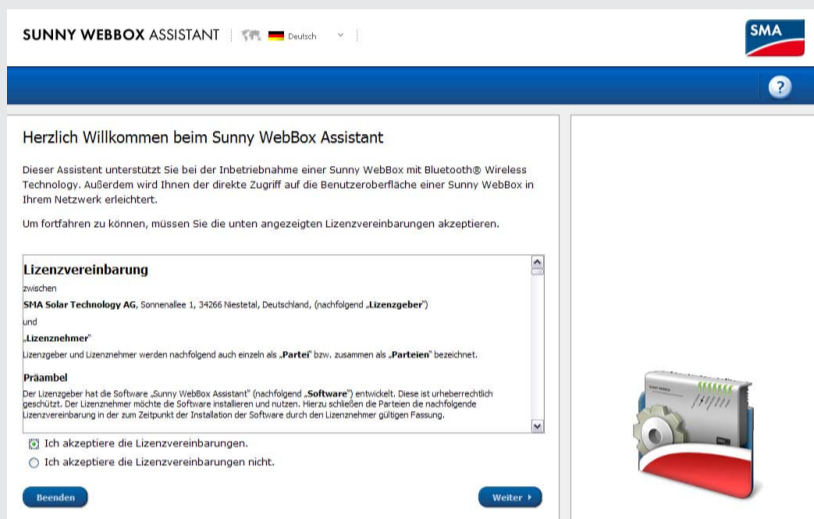 SUNNY WEBBOX ASSISTANT Deutsch
SMA
?
Herzlich Willkommen beim Sunny WebBox Assistant
Dieser Assistent unterstützt Sie bei der Inbetriebnahme einer Sunny WebBox mit Bluetooth® Wireless
Technology. Außerdem wird Ihnen der direkte Zugriff auf die Benutzeroberfläche einer Sunny WebBox in
Ihrem Netzwerk erleichtert.
Um fortfahren zu können, müssen Sie die unten angezeigten Lizenzvereinbarungen akzeptieren.
Lizenzvereinbarung
zwischen
SMA Solar Technology AG, Sonnenallee 1, 34266 Niestetal, Deutschland, (nachfolgend „Lizenzgeber")
und
„Lizenznehmer"
Lizenzgeber und Lizenznehmer werden nachfolgend auch einzeln als „Partei" bzw. zusammen als „Parteien" bezeichnet.
Präambel
Der Lizenzgeber hat die Software „Sunny WebBox Assistant" (nachfolgend „Software") entwickelt. Diese ist urheberrechtlich
geschützt. Der Lizenznehmer möchte die Software installieren und nutzen. Hierzu schließen die Parteien die nachfolgende
Lizenzvereinbarung in der zum Zeitpunkt der Installation der Software durch den Lizenznehmer gültigen Fassung.
Ich akzeptiere die Lizenzvereinbarungen.
Ich akzeptiere die Lizenzvereinbarungen nicht.
Beenden
Weiter